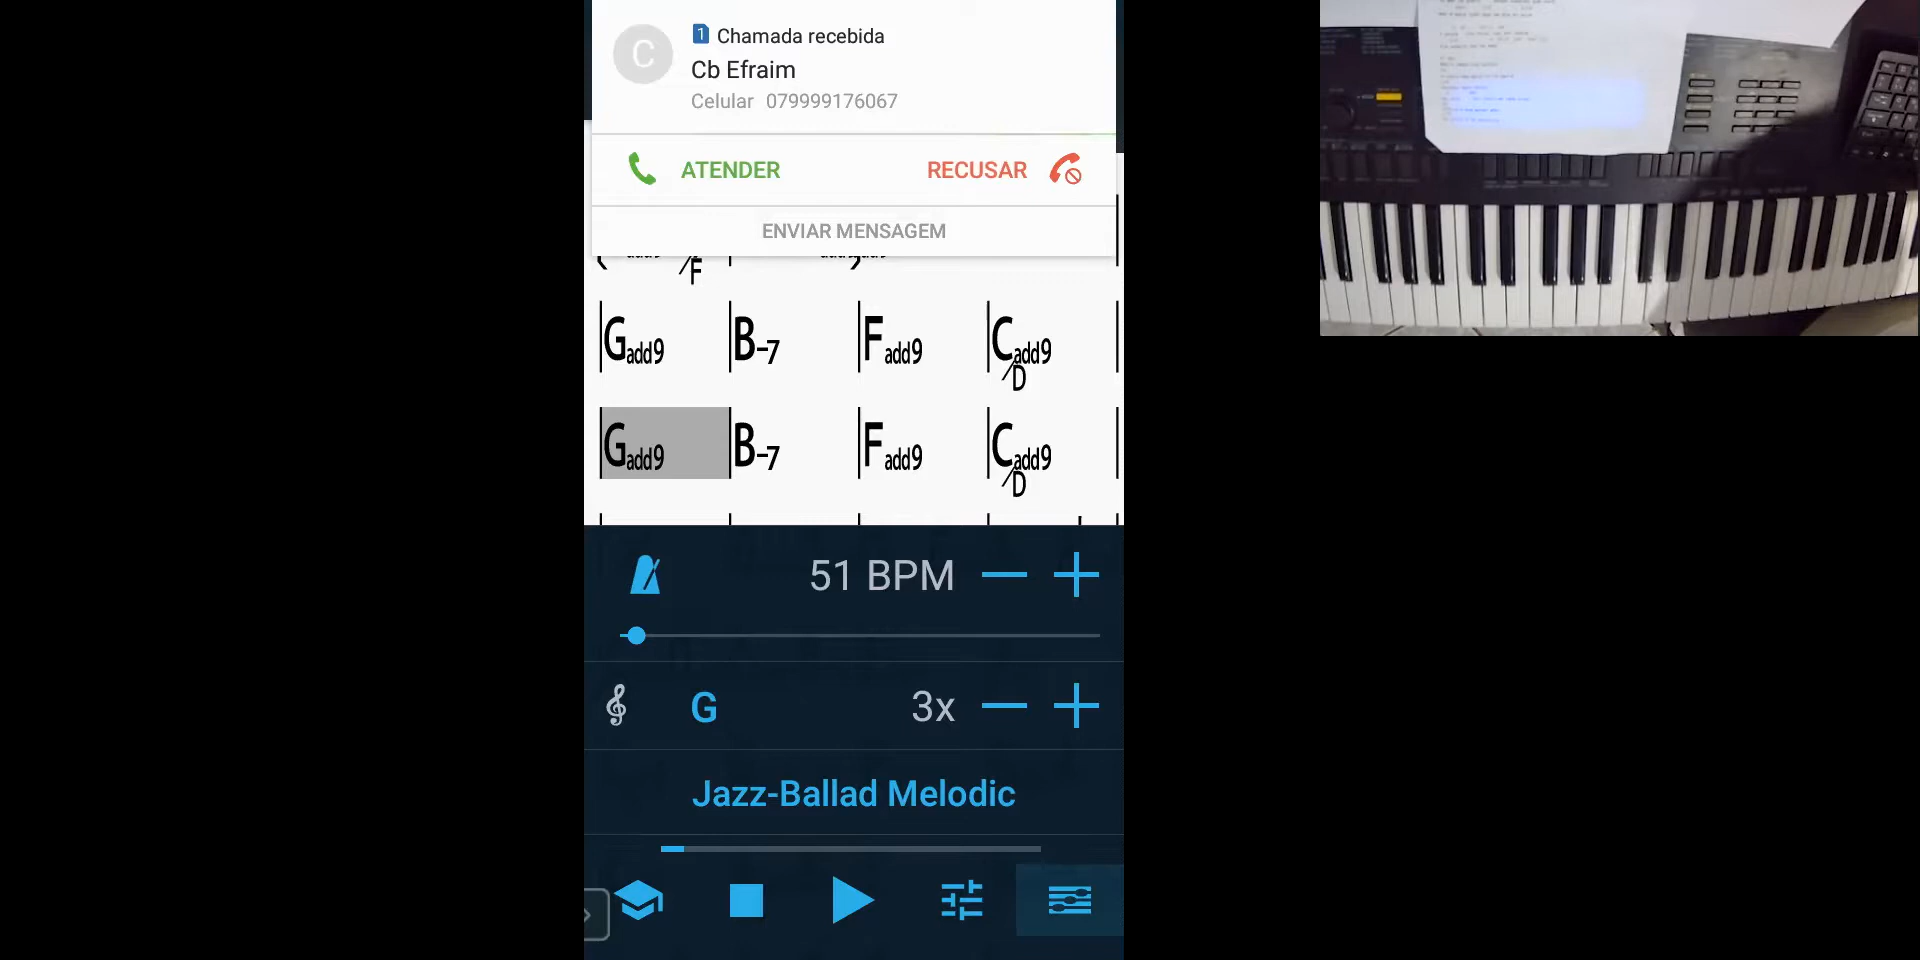 1 Chamada recebida
C
Cb Efraim
Celular 079999176067
ATENDER RECUSAR
ENVIAR MENSAGEM
/F
Gadd9 B-7 Fadd9 Cadd9/D
Gadd9 B-7 Fadd9 Cadd9/D
51 BPM
G 3x
Jazz-Ballad Melodic